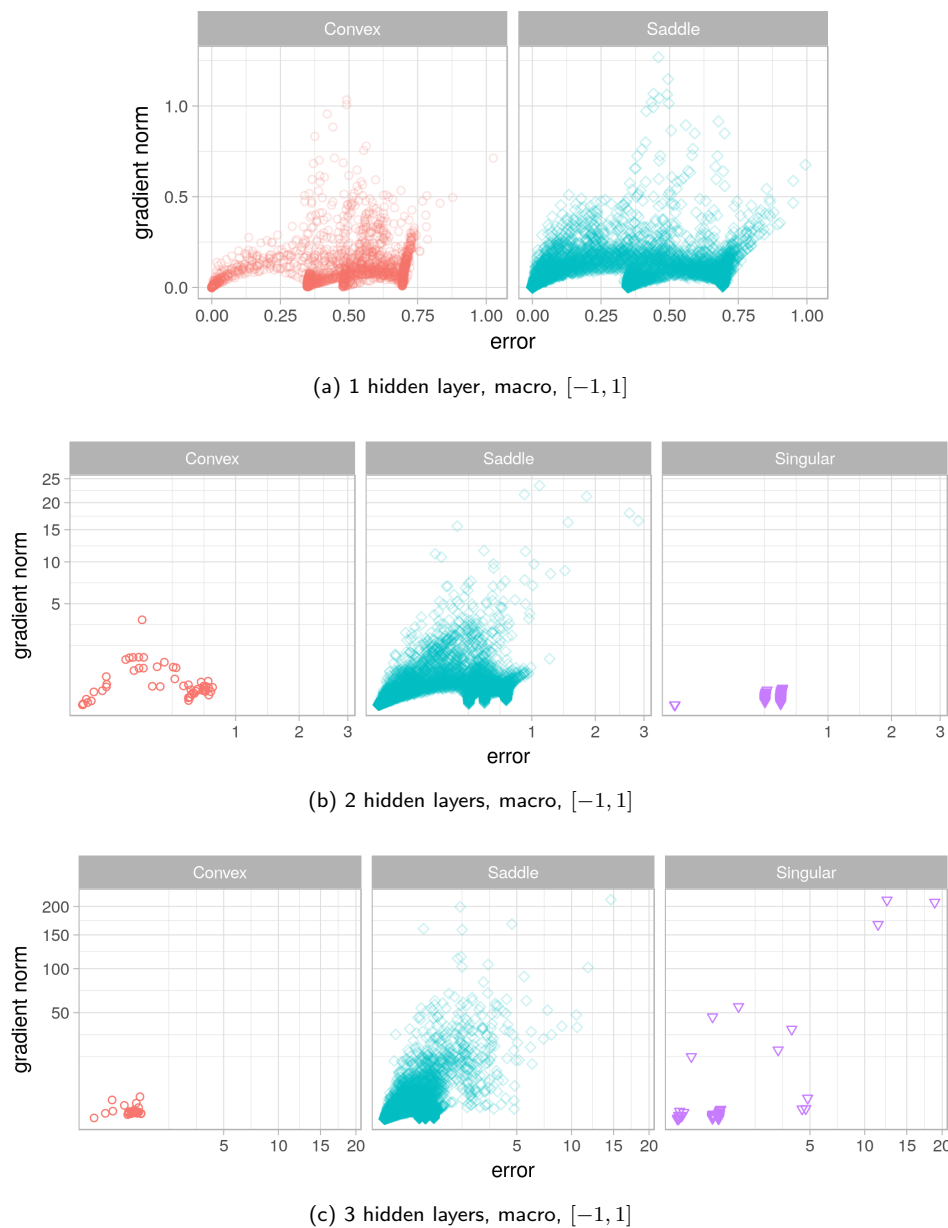 Convex Saddle
gradient norm
1.0
0.5
0.0
0.00 0.25 0.50 0.75 1.00 0.00 0.25 0.50 0.75 1.00
error
(a) 1 hidden layer, macro, [−1, 1]
Convex Saddle Singular
gradient norm
25
20
15
10
5
1 2 3 1 2 3 1 2 3
error
(b) 2 hidden layers, macro, [−1, 1]
Convex Saddle Singular
gradient norm
200
150
100
50
5 10 15 20 5 10 15 20 5 10 15 20
error
(c) 3 hidden layers, macro, [−1, 1]